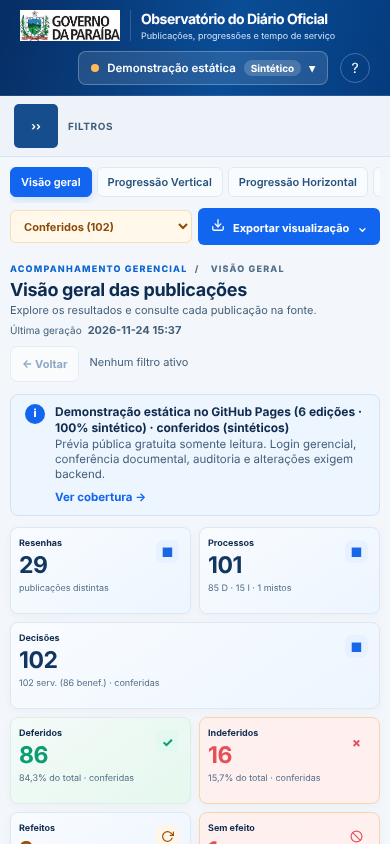 GOVERNO
DA PARAÍBA
Observatório do Diário Oficial
Publicações, progressões e tempo de serviço
Demonstração estática Sintético ▾
?
›› FILTROS
Visão geral Progressão Vertical Progressão Horizontal
Conferidos (102) Exportar visualização
ACOMPANHAMENTO GERENCIAL / VISÃO GERAL
Visão geral das publicações
Explore os resultados e consulte cada publicação na fonte.
Última geração 2026-11-24 15:37
← Voltar Nenhum filtro ativo
Demonstração estática no GitHub Pages (6 edições ·
100% sintético) · conferidos (sintéticos)
Prévia pública gratuita somente leitura. Login gerencial,
conferência documental, auditoria e alterações exigem
backend.
Ver cobertura →
Resenhas
29
publicações distintas
Processos
101
85 D · 15 I · 1 mistos
Decisões
102
102 serv. (86 benef.) · conferidas
Deferidos
86
84,3% do total · conferidas
Indeferidos
16
15,7% do total · conferidas
Refeitos
Sem efeito